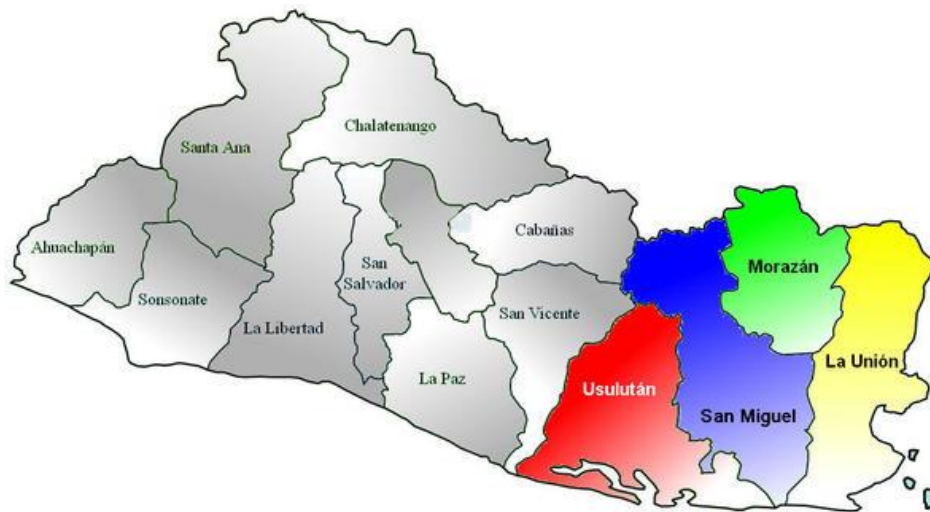 Chalatenango
Santa Ana
Cabañas
Ahuachapán
San
Salvador
Morazán
Sonsonate
San Vicente
La Libertad
La Unión
La Paz
Usulután
San Miguel